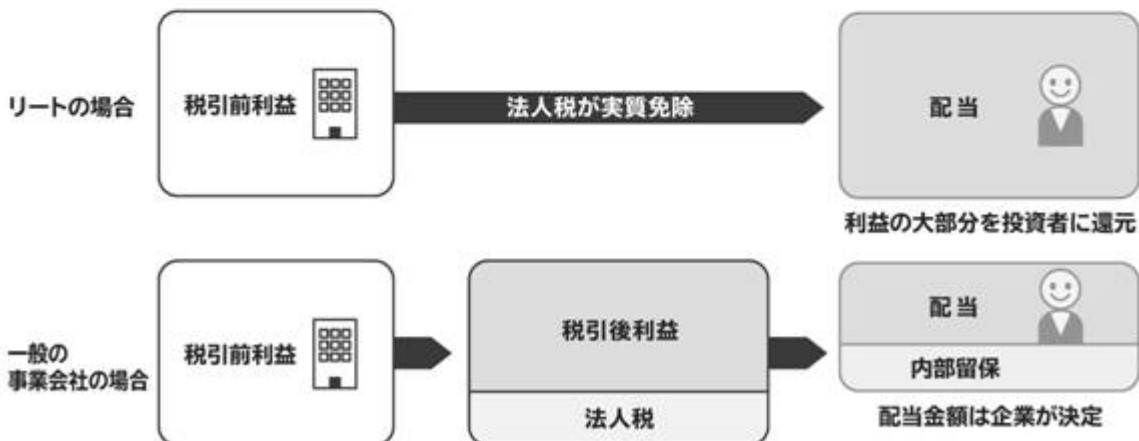 リートの場合
税引前利益
法人税が実質免除
配当
利益の大部分を投資者に還元
一般の
事業会社の場合
税引前利益
税引後利益
法人税
配当
内部留保
配当金額は企業が決定